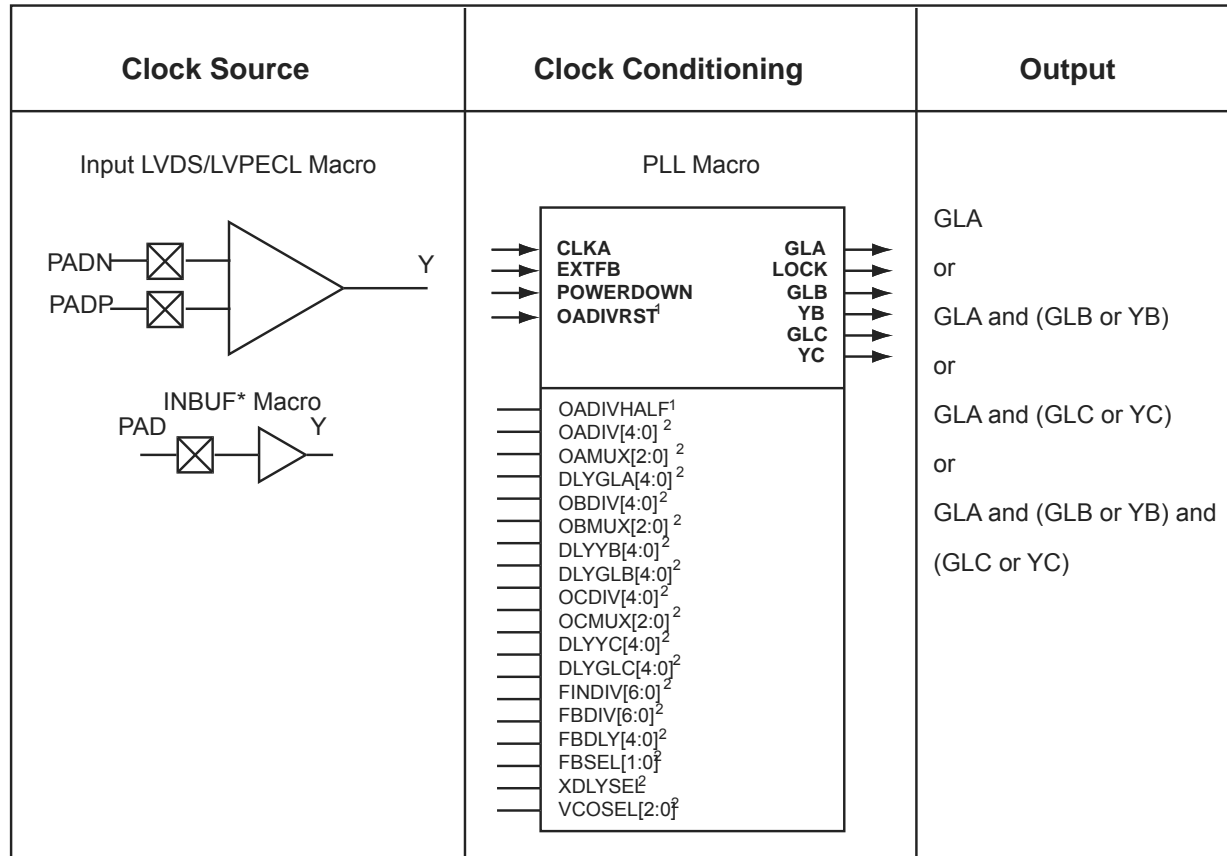 Clock Source
Clock Conditioning
Output
Input LVDS/LVPECL Macro
PADN
PADP
Y
INBUF* Macro
PAD
Y
PLL Macro
CLKA
EXTFB
POWERDOWN
OADIVRST1
GLA
LOCK
GLB
YB
GLC
YC
OADIVHALF1
OADIV[4:0] 2
OAMUX[2:0] 2
DLYGLA[4:0] 2
OBDIV[4:0]2
OBMUX[2:0] 2
DLYYB[4:0]2
DLYGLB[4:0]2
OCDIV[4:0]2
OCMUX[2:0] 2
DLYYC[4:0]2
DLYGLC[4:0]2
FINDIV[6:0]2
FBDIV[6:0]2
FBDLY[4:0]2
FBSEL[1:0]2
XDLYSEL2
VCOSEL[2:0]2
GLA
or
GLA and (GLB or YB)
or
GLA and (GLC or YC)
or
GLA and (GLB or YB) and
(GLC or YC)